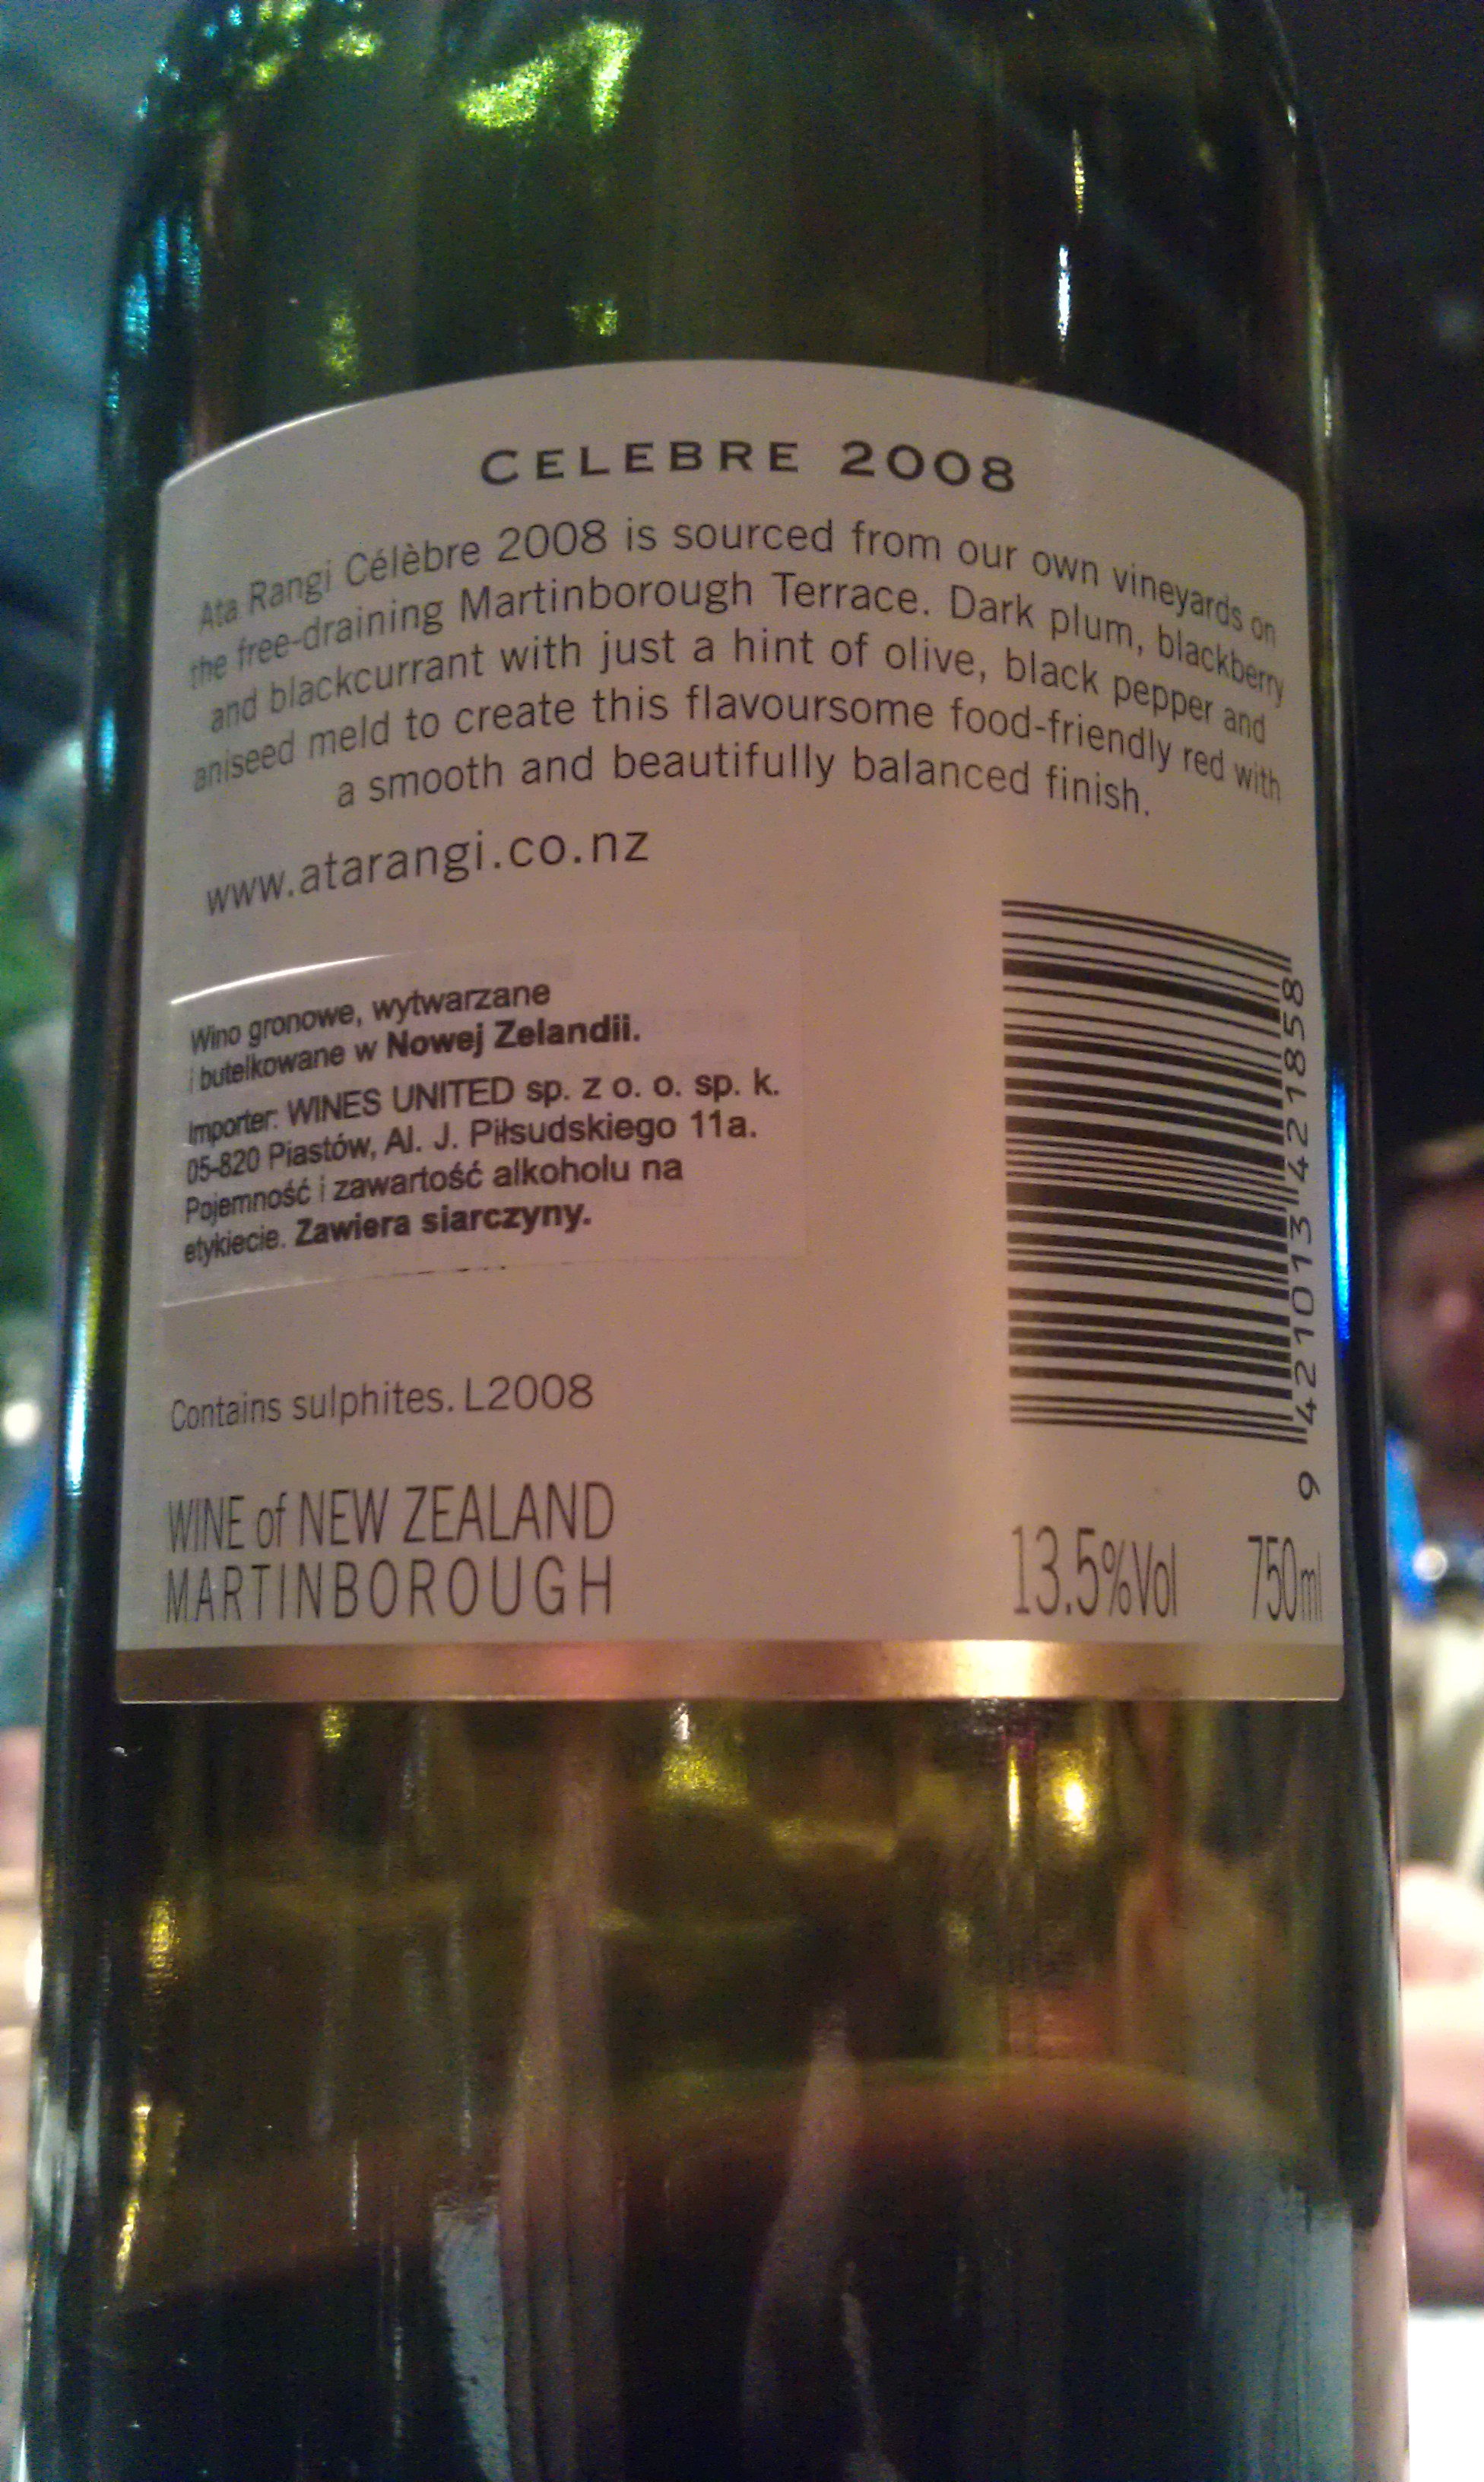 CELEBRE 2008
Ata Rangi Célèbre 2008 is sourced from our own vineyards on
the free-draining Martinborough Terrace. Dark plum, blackberry
and blackcurrant with just a hint of olive, black pepper and
aniseed meld to create this flavoursome food-friendly red with
a smooth and beautifully balanced finish.
www.atarangi.co.nz
Wino gronowe, wytwarzane
i butelkowane w Nowej Zelandii.
Importer: WINES UNITED sp. z o. o. sp. k.
05-820 Piastów, Al. J. Piłsudskiego 11a.
Pojemność i zawartość alkoholu na
etykiecie. Zawiera siarczyny.
9 421013 421858
Contains sulphites. L2008
WINE of NEW ZEALAND
MARTINBOROUGH
13.5%Vol 750ml